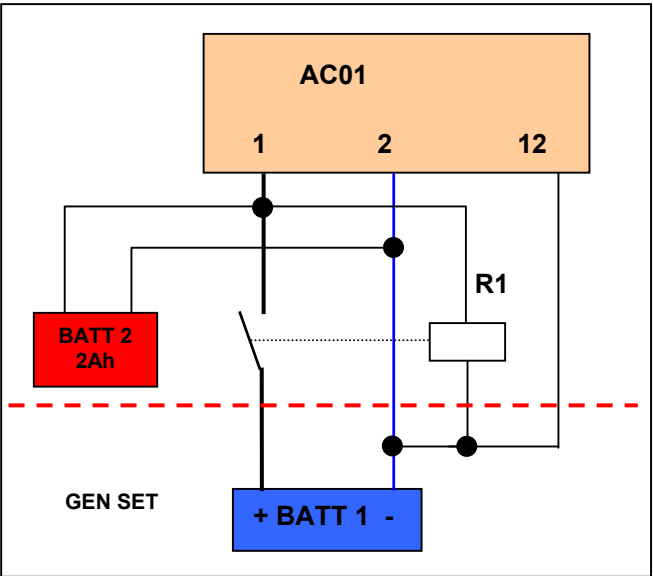 AC01
1 2 12
R1
BATT 2
2Ah
GEN SET
+ BATT 1 -